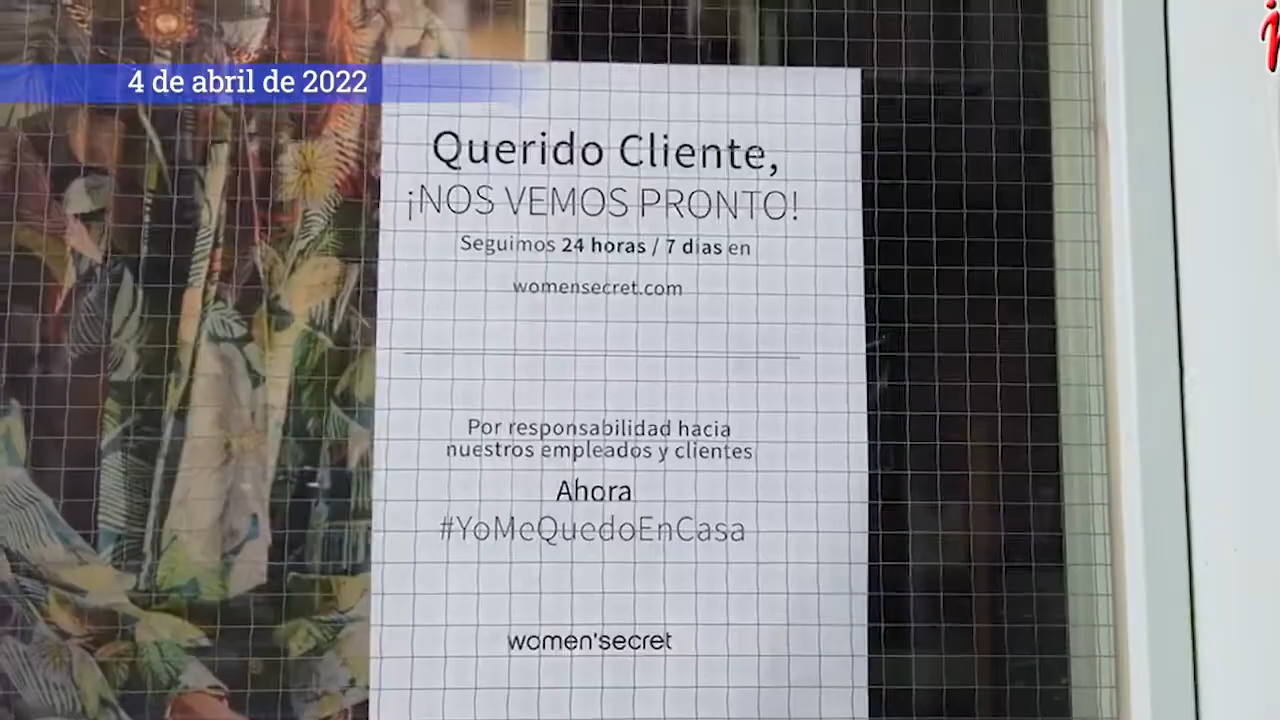 4 de abril de 2022
Querido Cliente,
¡NOS VEMOS PRONTO!
Seguimos 24 horas / 7 días en
womensecret.com
Por responsabilidad hacia
nuestros empleados y clientes
Ahora
#YoMeQuedoEnCasa
women'secret